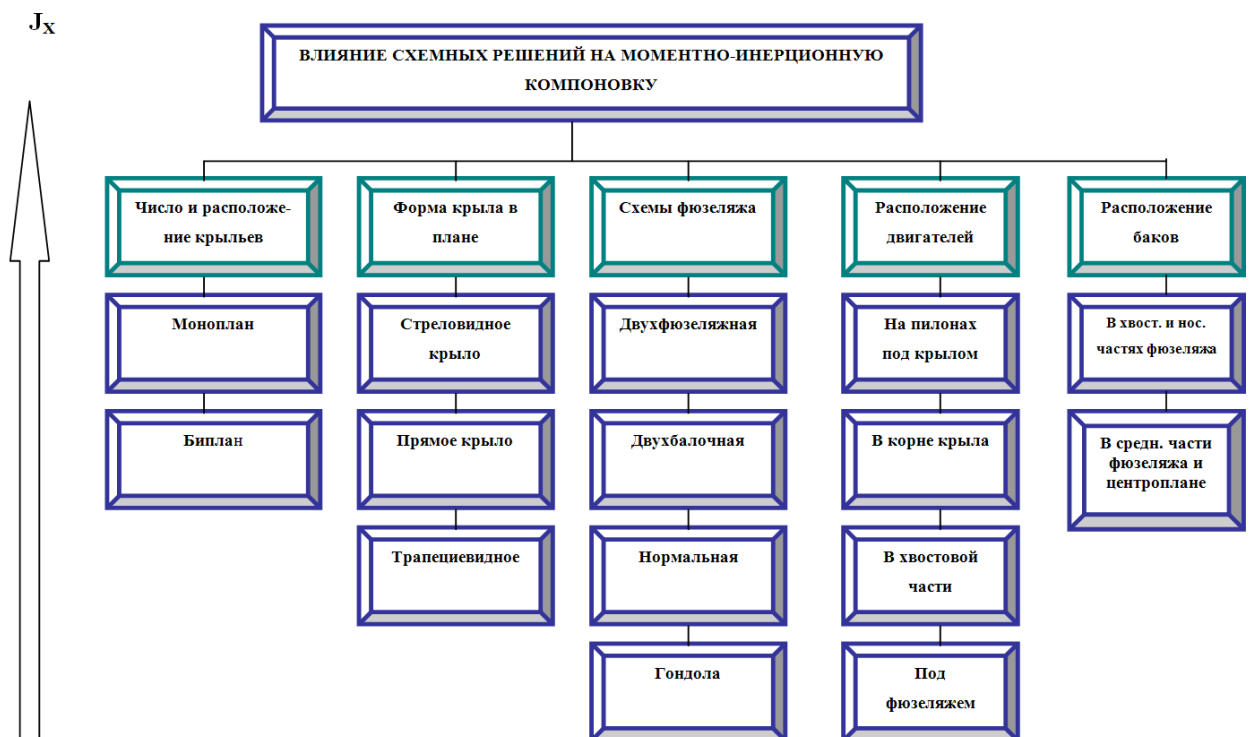 J_X
ВЛИЯНИЕ СХЕМНЫХ РЕШЕНИЙ НА МОМЕНТНО-ИНЕРЦИОННУЮ
КОМПОНОВКУ
Число и расположе-
ние крыльев
Моноплан
Биплан
Форма крыла в
плане
Стреловидное
крыло
Прямое крыло
Трапециевидное
Схемы фюзеляжа
Двухфюзеляжная
Двухбалочная
Нормальная
Гондола
Расположение
двигателей
На пилонах
под крылом
В корне крыла
В хвостовой
части
Под
фюзеляжем
Расположение
баков
В хвост. и нос.
частях фюзеляжа
В средн. части
фюзеляжа и
центроплане